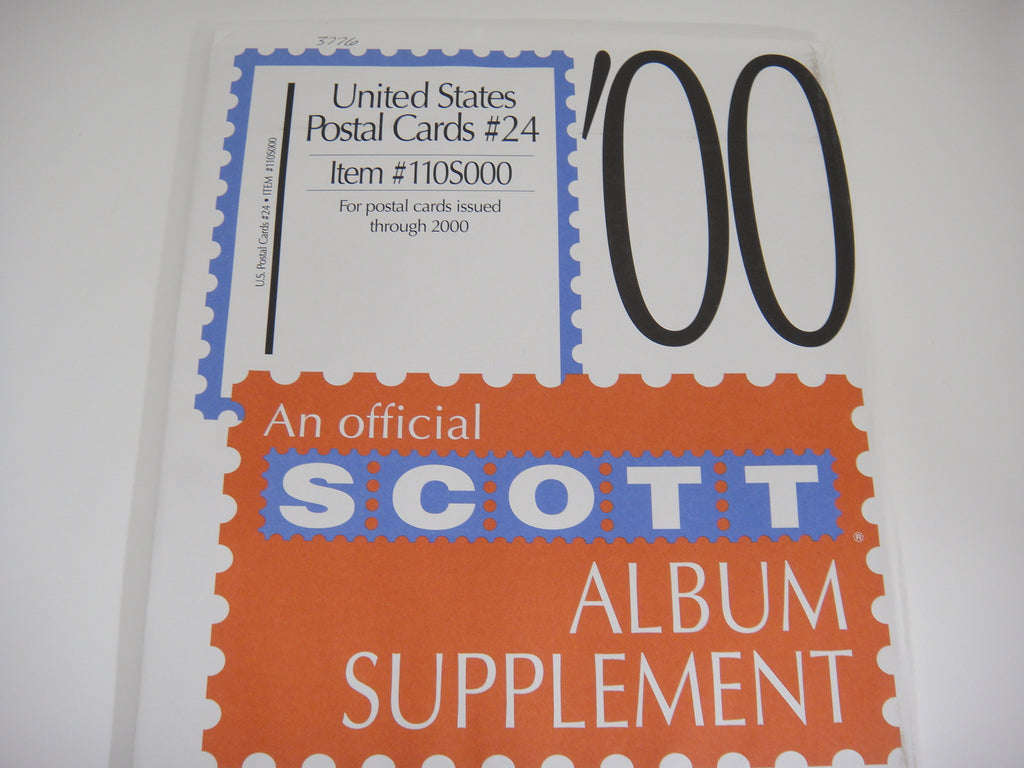 3776
'00
United States
Postal Cards #24
Item #110S000
For postal cards issued
through 2000
U.S. Postal Cards #24 • ITEM #110S000
An official
SCOTT®
ALBUM
SUPPLEMENT